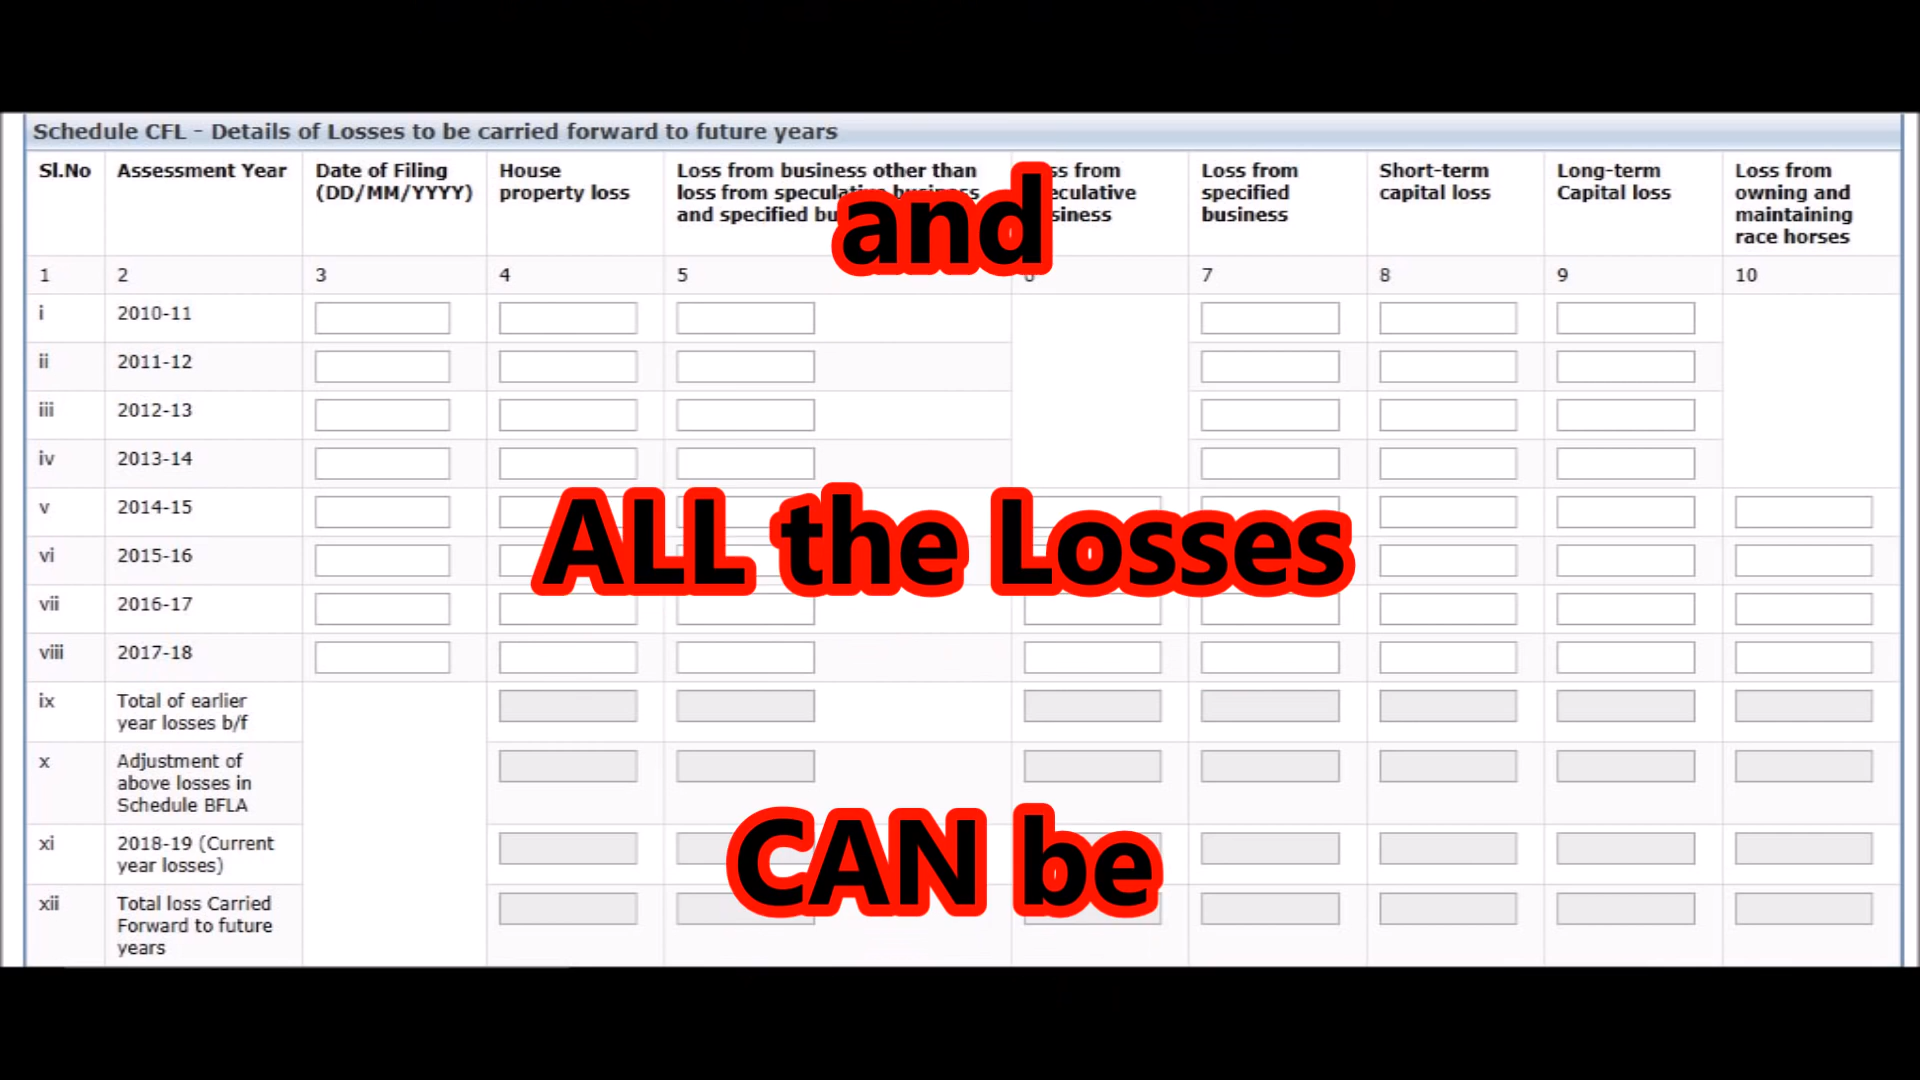 Schedule CFL - Details of Losses to be carried forward to future years
Sl.No
Assessment Year
Date of Filing
(DD/MM/YYYY)
House
property loss
Loss from business other than
loss from speculative business
and specified
Loss from
specified
business
Short-term
capital loss
Long-term
Capital loss
Loss from
owning and
maintaining
race horses
and
1 2 3 4 5 7 8 9 10
i 2010-11
ii 2011-12
iii 2012-13
iv 2013-14
v 2014-15
ALL the Losses
vi 2015-16
vii 2016-17
viii 2017-18
ix Total of earlier
year losses b/f
x Adjustment of
above losses in
Schedule BFLA
xi 2018-19 (Current
year losses)
CAN be
xii Total loss Carried
Forward to future
years